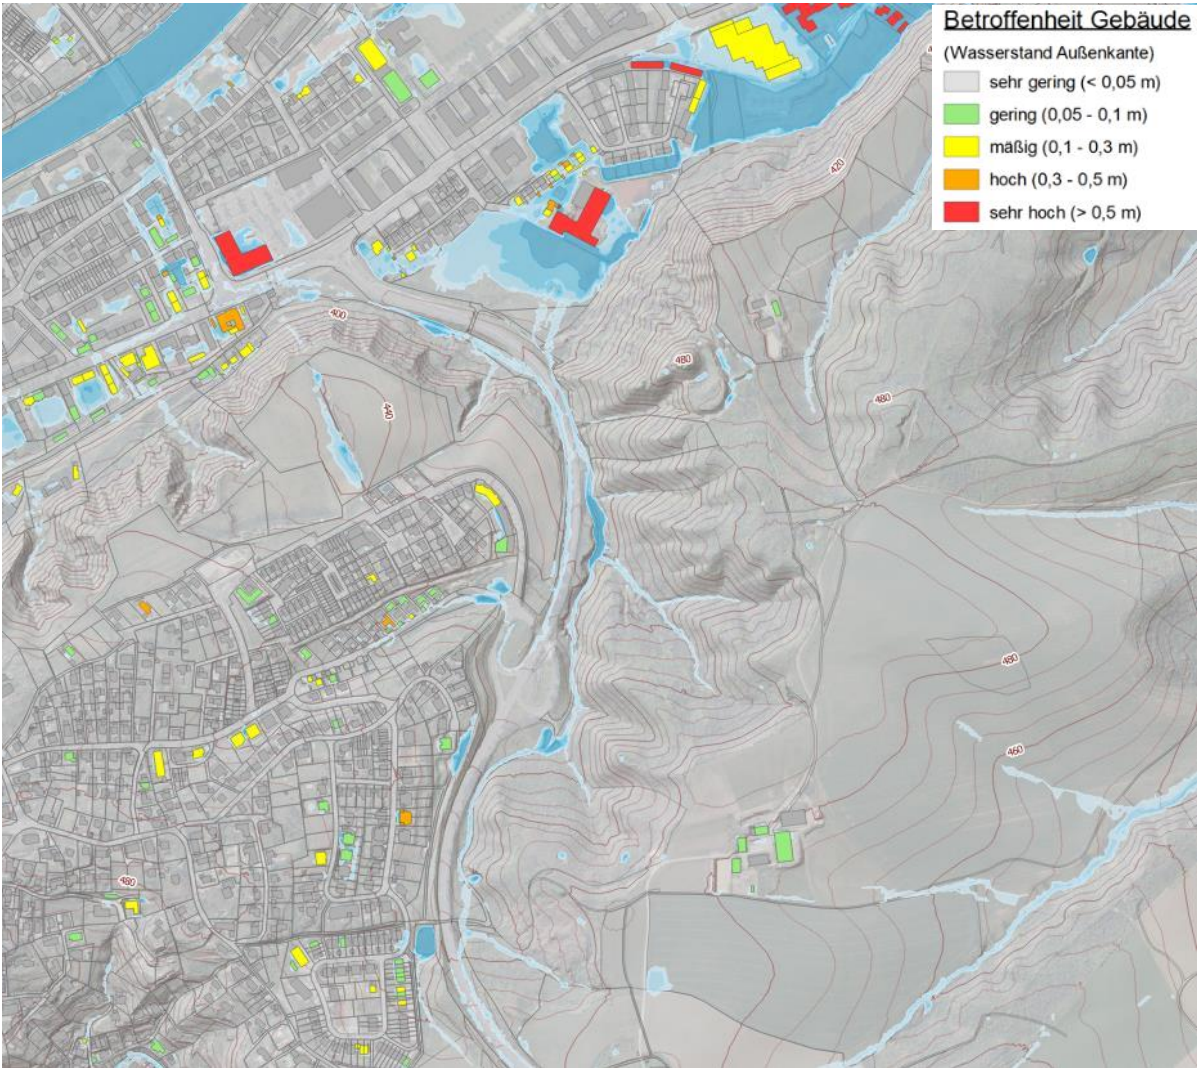 Betroffenheit Gebäude
(Wasserstand Außenkante)
sehr gering (< 0,05 m)
gering (0,05 - 0,1 m)
mäßig (0,1 - 0,3 m)
hoch (0,3 - 0,5 m)
sehr hoch (> 0,5 m)
420
400
480
440
480
480
460
480